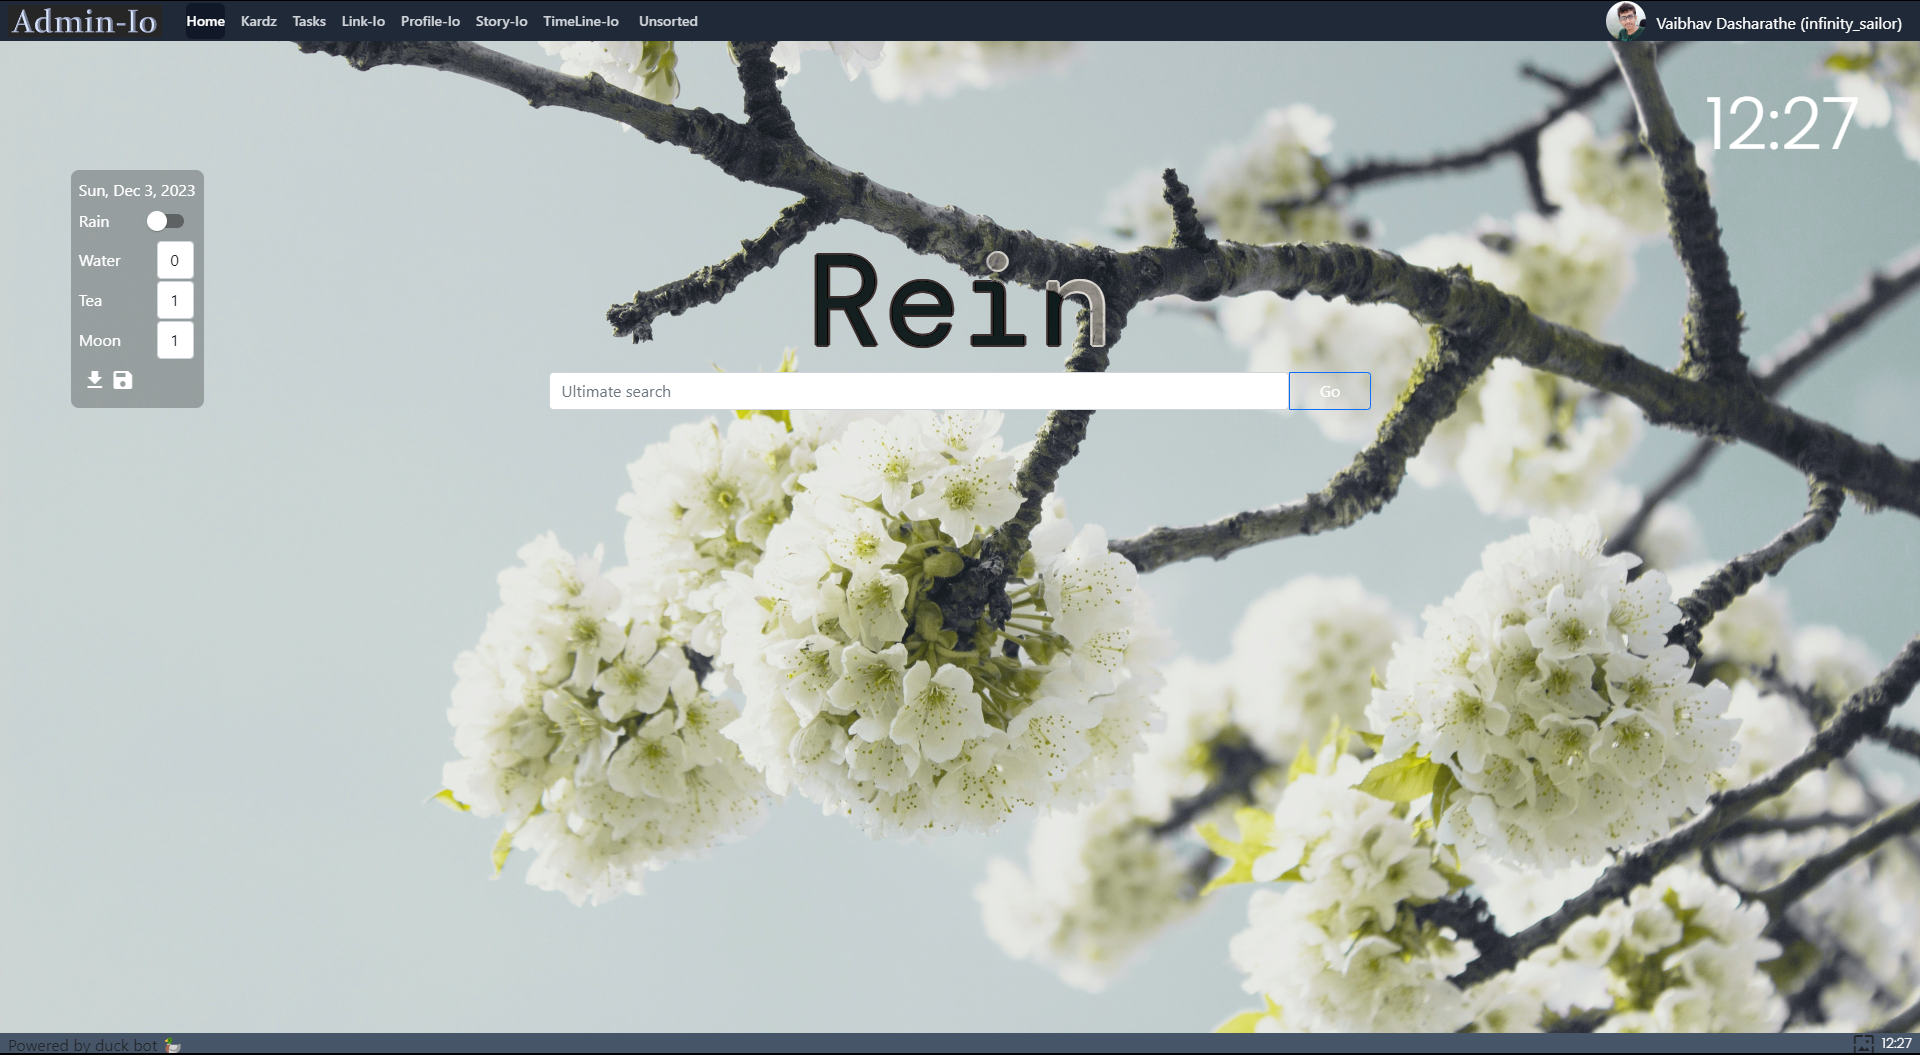 Admin-Io
Home Kardz Tasks Link-Io Profile-Io Story-Io TimeLine-Io Unsorted
Vaibhav Dasharathe (infinity_sailor)
12:27
Sun, Dec 3, 2023
Rain
Water 0
Tea 1
Moon 1
Rein
Ultimate search Go
Powered by duck bot
12:27